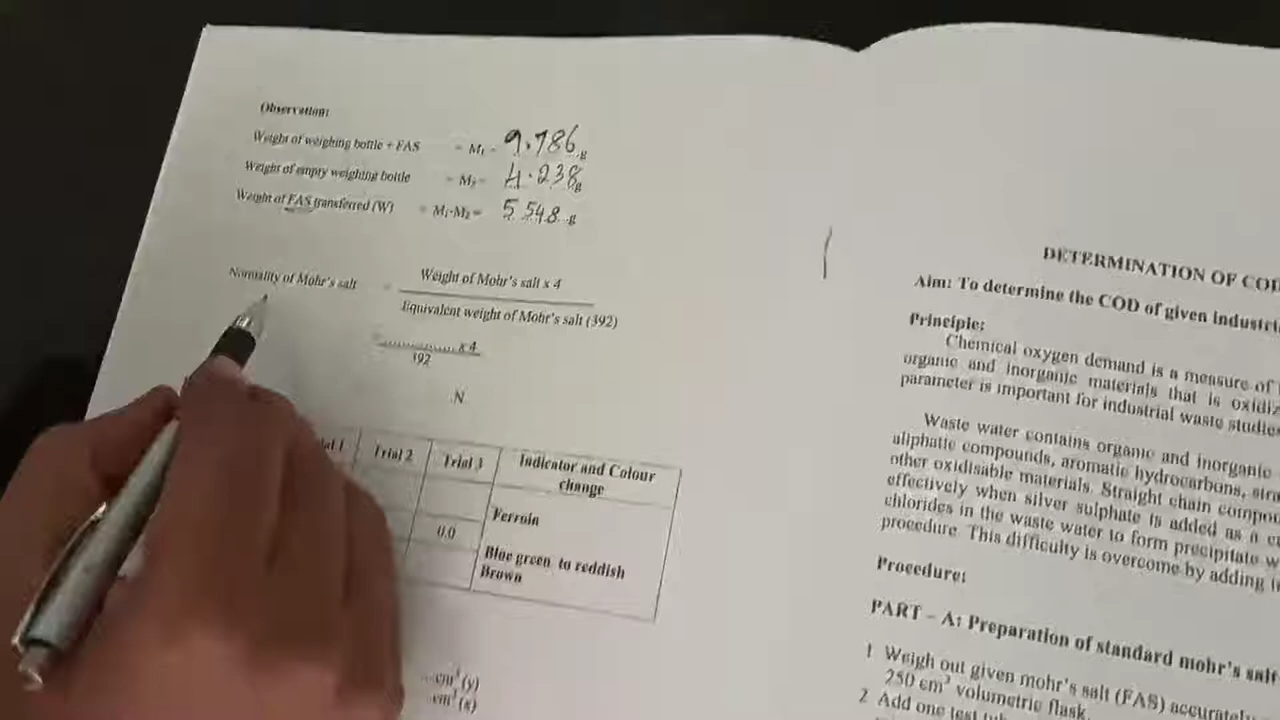 Observation:
Weight of weighing bottle + FAS = M1 = 9.786 g
Weight of empty weighing bottle = M2 = 4.238 g
Weight of FAS transferred (W) = M1-M2 = 5.548 g
Normality of Mohr's salt = Weight of Mohr's salt x 4
Equivalent weight of Mohr's salt (392)
= .................. x 4
392
N
Trial 2 Trial 3 Indicator and Colour
change
Ferroin
0.0
Blue green to reddish
Brown
cm³ (y)
cm³
DETERMINATION OF COD
Aim: To determine the COD of given
Principle:
Chemical oxygen demand is a measure of
organic and inorganic materials that is
parameter is important for industrial waste
Waste water contains organic and inorganic
aliphatic compounds, aromatic hydrocarbons,
other oxidisable materials. Straight chain
effectively when silver sulphate is added as a
chlorides in the waste water to form precipitate
procedure. This difficulty is overcome by adding
Procedure:
PART – A: Preparation of standard mohr's salt
1 Weigh out given mohr's salt (FAS) accurately
250 cm³ volumetric flask.
2 Add one test